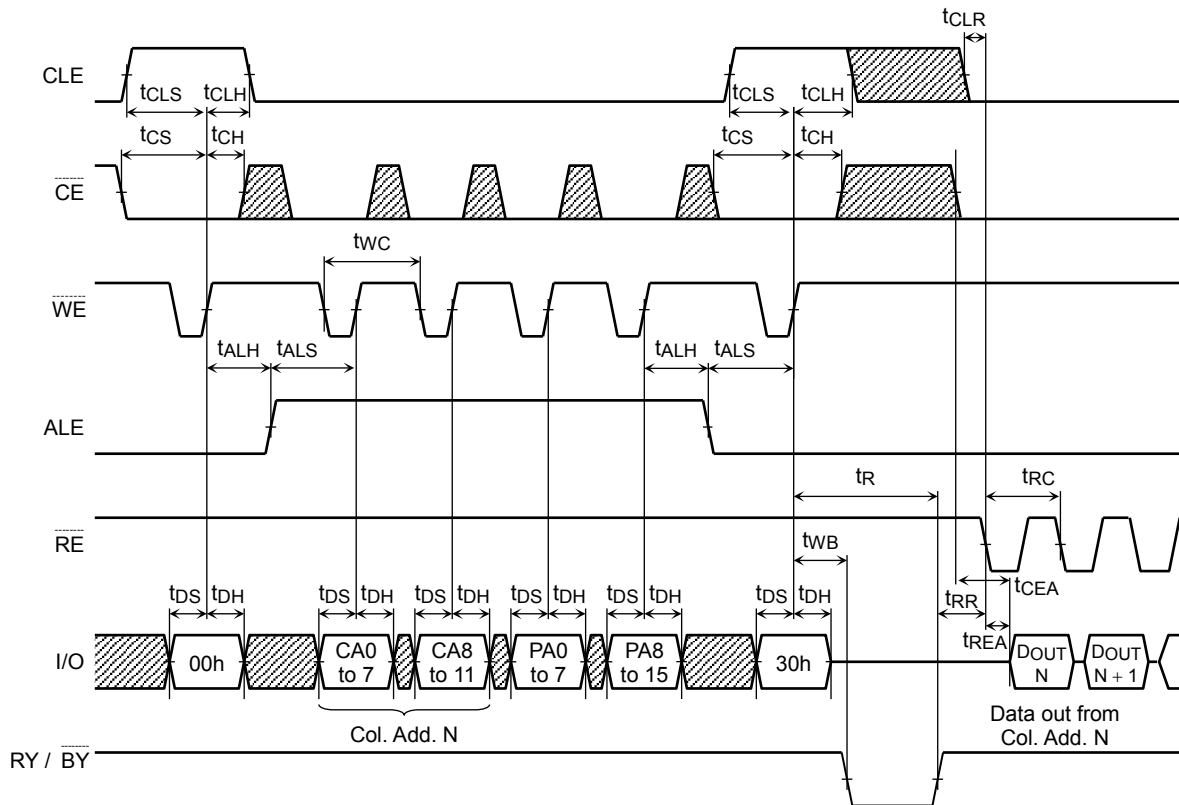 tCLR
CLE
tCLS tCLH tCLS tCLH
tCS tCH tCS tCH
CE
tWC
WE
tALH tALS tALH tALS
ALE
tR tRC
RE
tWB
tDS tDH tDS tDH tDS tDH tDS tDH tDS tDH tDS tDH tRR tCEA
tREA
I/O 00h CA0 to 7 CA8 to 11 PA0 to 7 PA8 to 15 30h DOUT N DOUT N + 1
Col. Add. N
Data out from
Col. Add. N
RY / BY